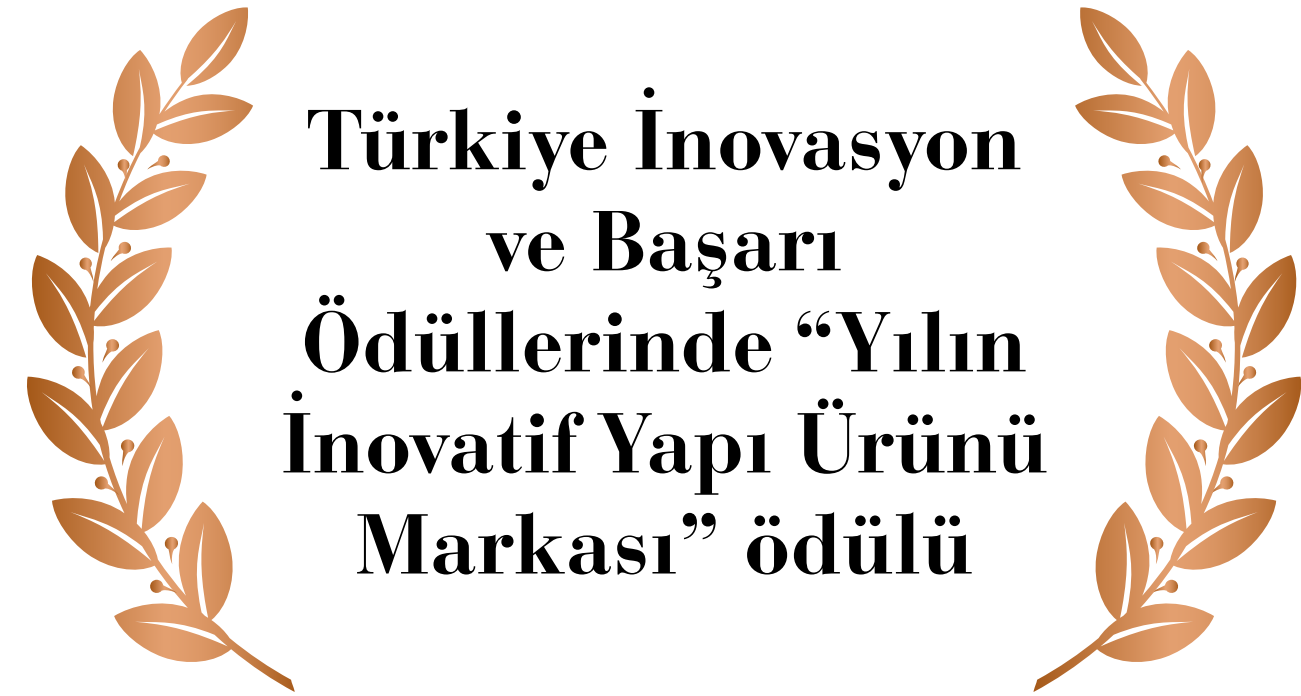 Türkiye İnovasyon
ve Başarı
Ödüllerinde “Yılın
İnovatif Yapı Ürünü
Markası” ödülü